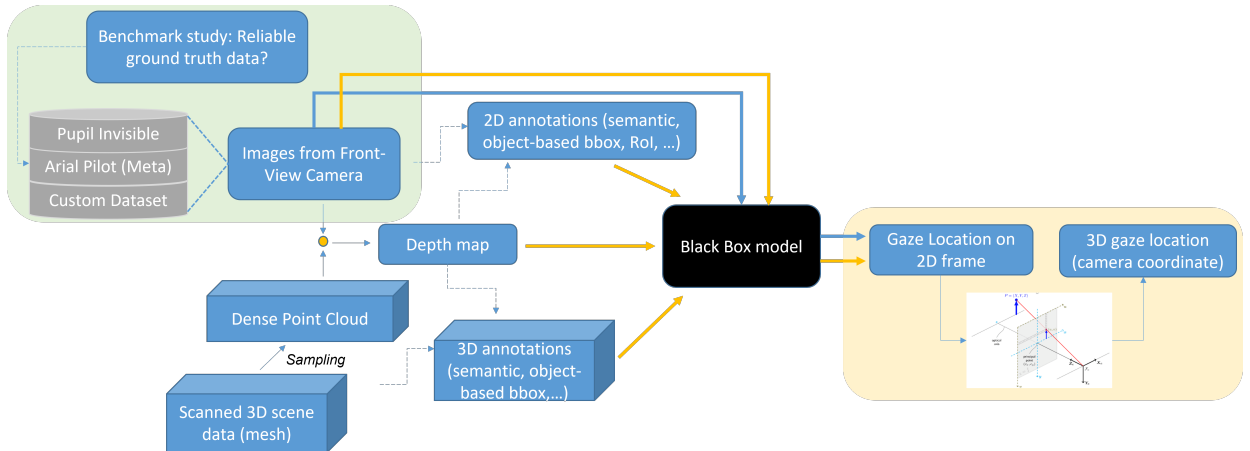 Benchmark study: Reliable
ground truth data?
Pupil Invisible
Arial Pilot (Meta)
Custom Dataset
Images from Front-
View Camera
2D annotations (semantic,
object-based bbox, RoI, ...)
Depth map
Black Box model
Gaze Location on
2D frame
3D gaze location
(camera coordinate)
Dense Point Cloud
Sampling
3D annotations
(semantic, object-
based bbox,...)
Scanned 3D scene
data (mesh)